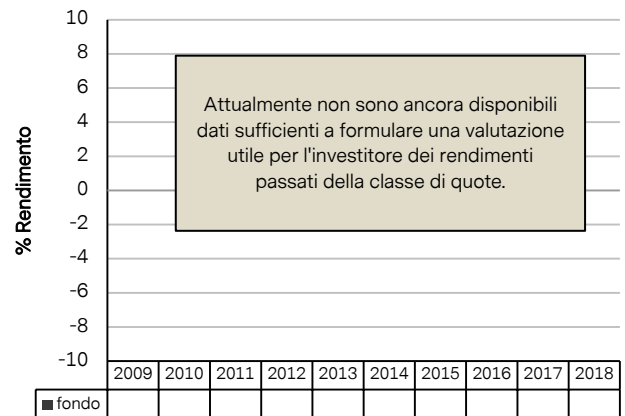 10
8
6
4
2
0
-2
-4
-6
-8
-10
% Rendimento
Attualmente non sono ancora disponibili
dati sufficienti a formulare una valutazione
utile per l'investitore dei rendimenti
passati della classe di quote.
2009 2010 2011 2012 2013 2014 2015 2016 2017 2018
fondo